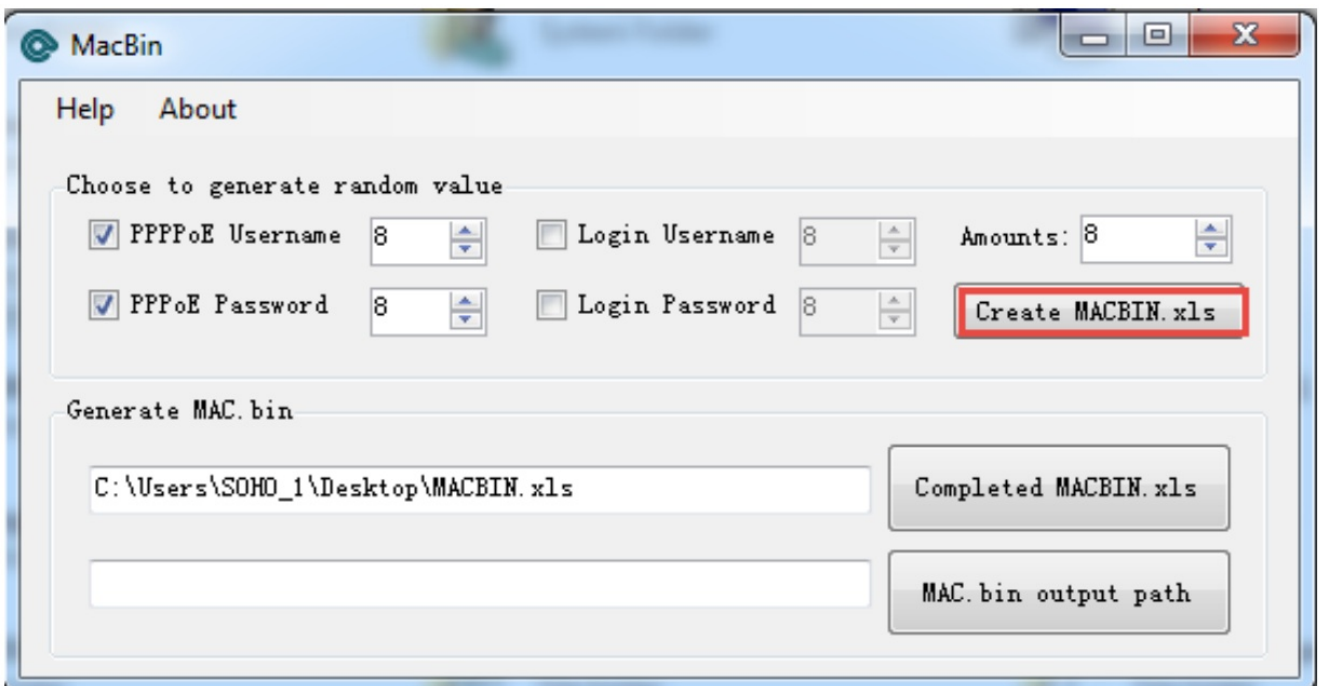 System Folder
MacBin
Help About
Choose to generate random value
PPPPoE Username 8 Login Username 8 Amounts: 8
PPPoE Password 8 Login Password 8 Create MACBIN.xls
Generate MAC.bin
C:\Users\SOHO_1\Desktop\MACBIN.xls Completed MACBIN.xls
MAC.bin output path